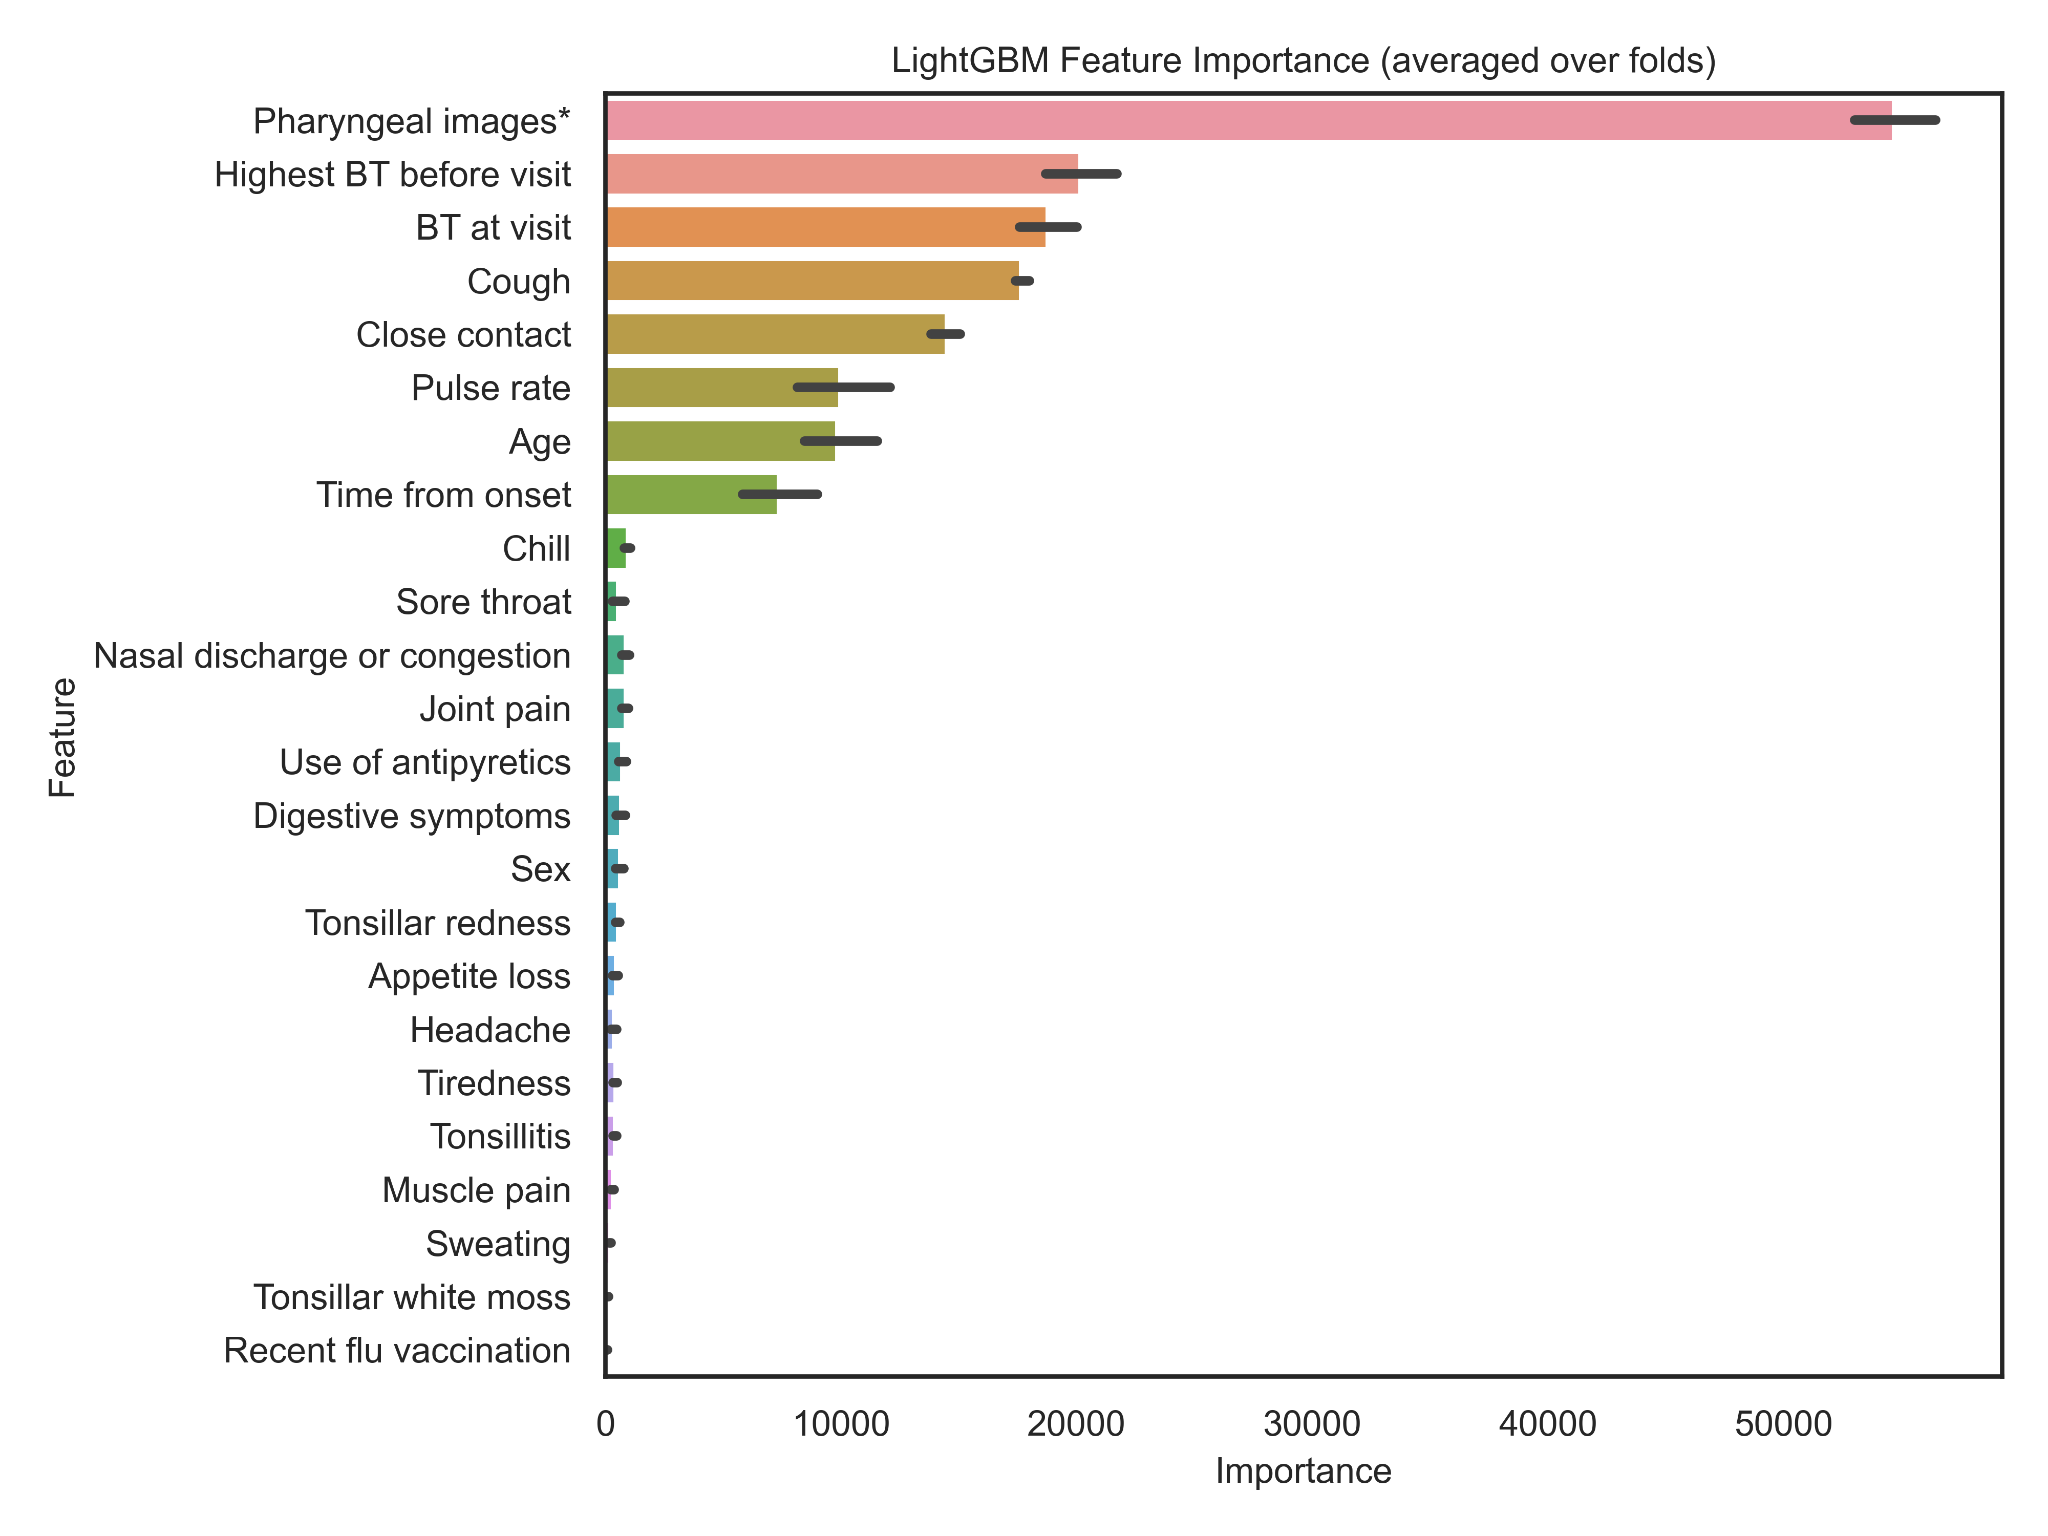 LightGBM Feature Importance (averaged over folds)
Pharyngeal images*
Highest BT before visit
BT at visit
Cough
Close contact
Pulse rate
Age
Time from onset
Chill
Sore throat
Nasal discharge or congestion
Joint pain
Use of antipyretics
Digestive symptoms
Sex
Tonsillar redness
Appetite loss
Headache
Tiredness
Tonsillitis
Muscle pain
Sweating
Tonsillar white moss
Recent flu vaccination
Feature
0 10000 20000 30000 40000 50000
Importance